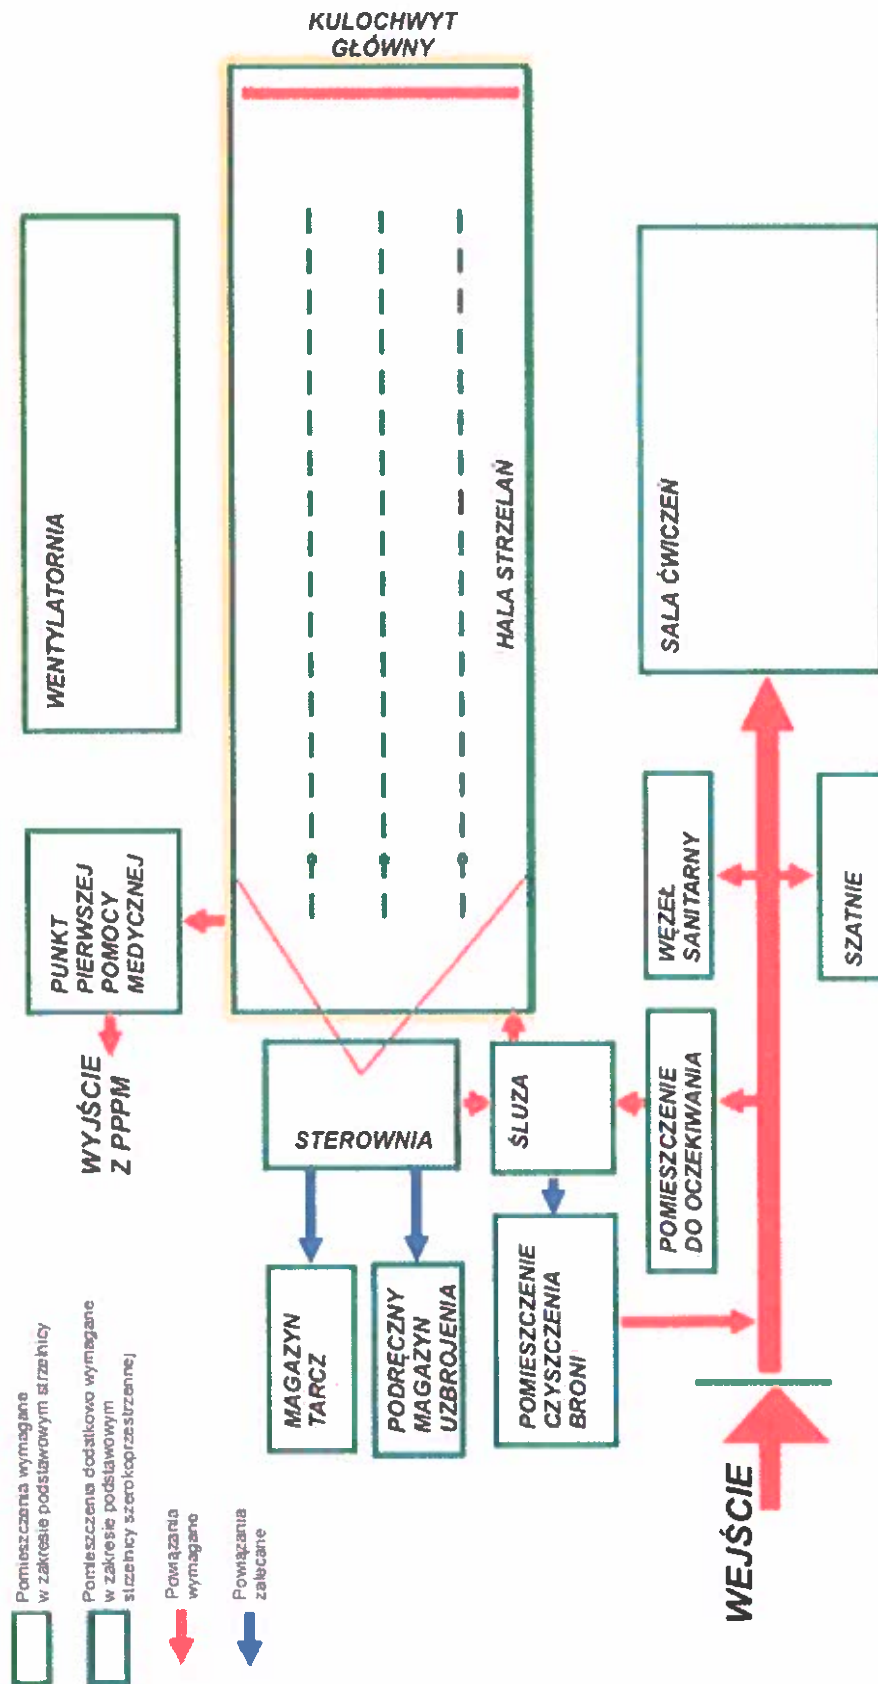 KULOCHWYT
GŁÓWNY
WENTYLATORNIA
HALA STRZELAŃ
SALA ĆWICZEŃ
PUNKT
PIERWSZEJ
POMOCY
MEDYCZNEJ
WYJŚCIE
Z PPPM
STEROWNIA
ŚLUZA
WĘZEŁ
SANITARNY
SZATNIE
POMIESZCZENIE
DO OCZEKIWANIA
MAGAZYN
TARCZ
PODRĘCZNY
MAGAZYN
UZBROJENIA
POMIESZCZENIE
CZYSZCZENIA
BRONI
WEJŚCIE
Pomieszczenia wymagane
w zakresie podstawowym strzelnicy
Pomieszczenia dodatkowo wymagane
w zakresie podstawowym
strzelnicy szerokoprzestrzennej
Powiązania
wymagane
Powiązania
zalecane